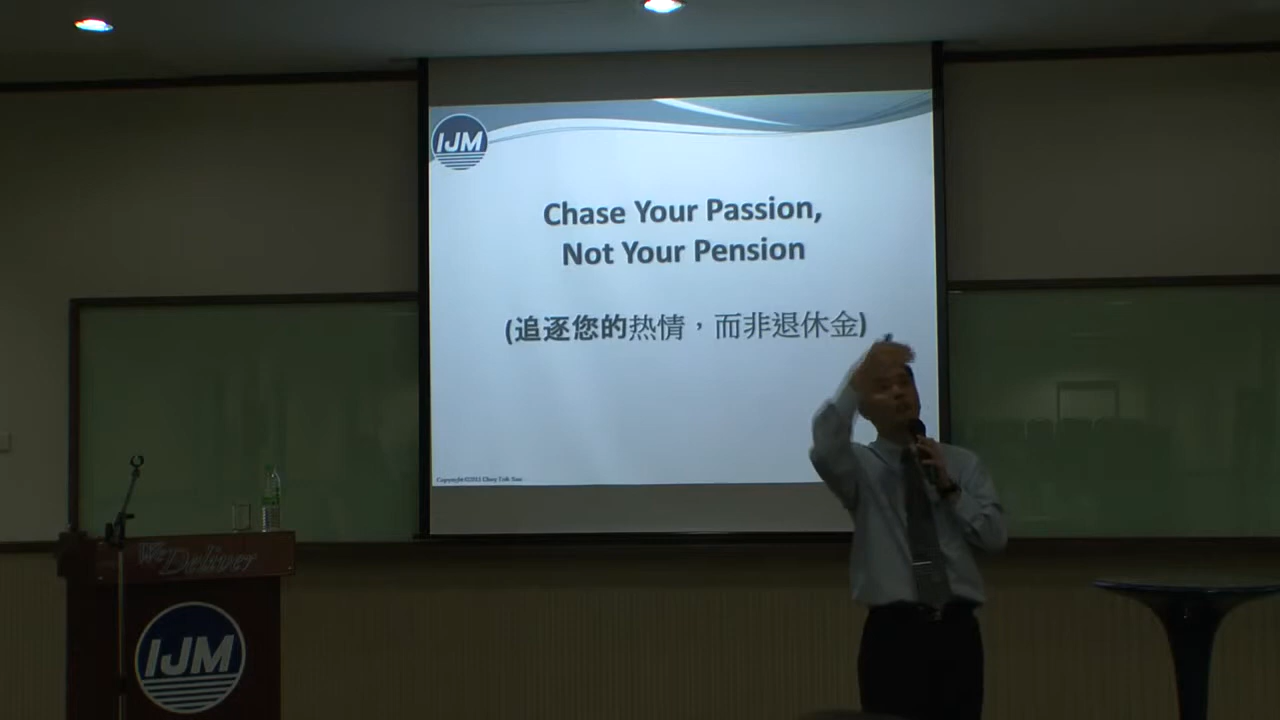 IJM
Chase Your Passion,
Not Your Pension
(追逐您的热情，而非退休金)
We Deliver
IJM